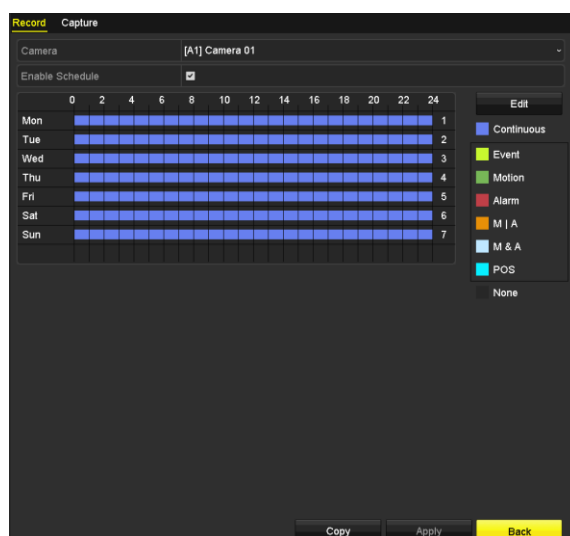 Record Capture
Camera [A1] Camera 01
Enable Schedule
0 2 4 6 8 10 12 14 16 18 20 22 24
Edit
Mon 1
Continuous
Tue 2
Wed 3
Event
Thu 4
Motion
Fri 5
Alarm
Sat 6
M | A
Sun 7
M & A
POS
None
Copy Apply Back